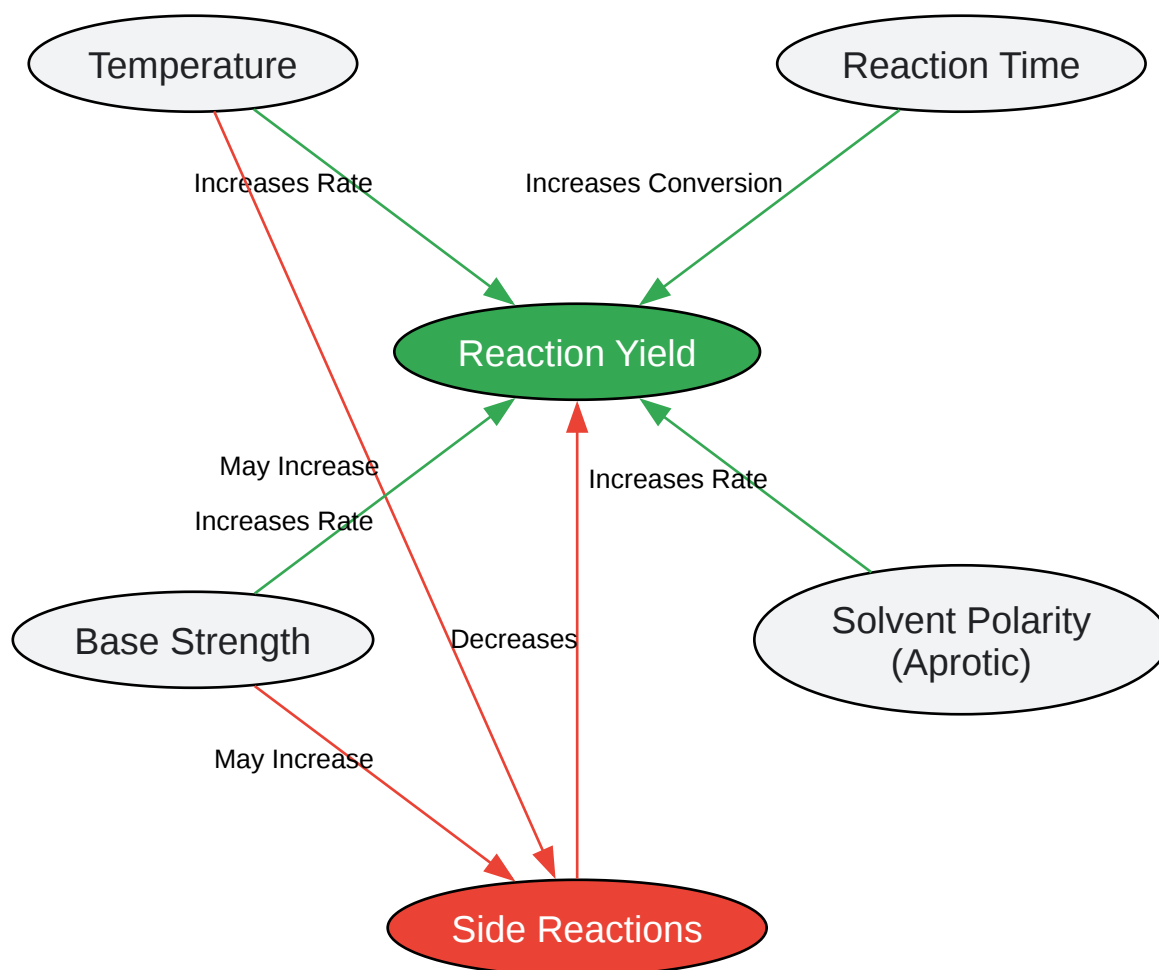 Temperature
Reaction Time
Increases Rate
Increases Conversion
Reaction Yield
May Increase
Increases Rate
Increases Rate
Base Strength
Solvent Polarity
(Aprotic)
Decreases
May Increase
Side Reactions